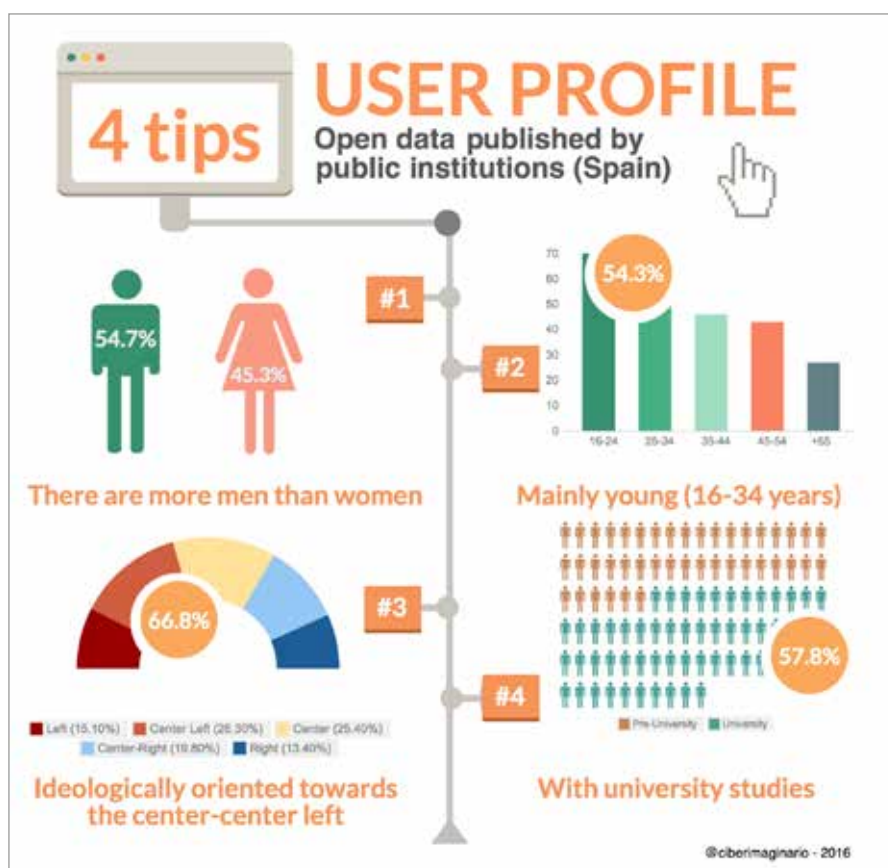 4 tips
USER PROFILE
Open data published by
public institutions (Spain)
#1
54.7%
45.3%
There are more men than women
#2
70
60
50
40
30
20
10
0
54.3%
16-24
25-34
35-44
45-54
+55
Mainly young (16-34 years)
#3
66.8%
Left (15.10%)
Center Left (26.30%)
Center (25.40%)
Center-Right (19.80%)
Right (13.40%)
Ideologically oriented towards
the center-center left
#4
57.8%
Pre-University
University
With university studies
@ciberimaginario - 2016